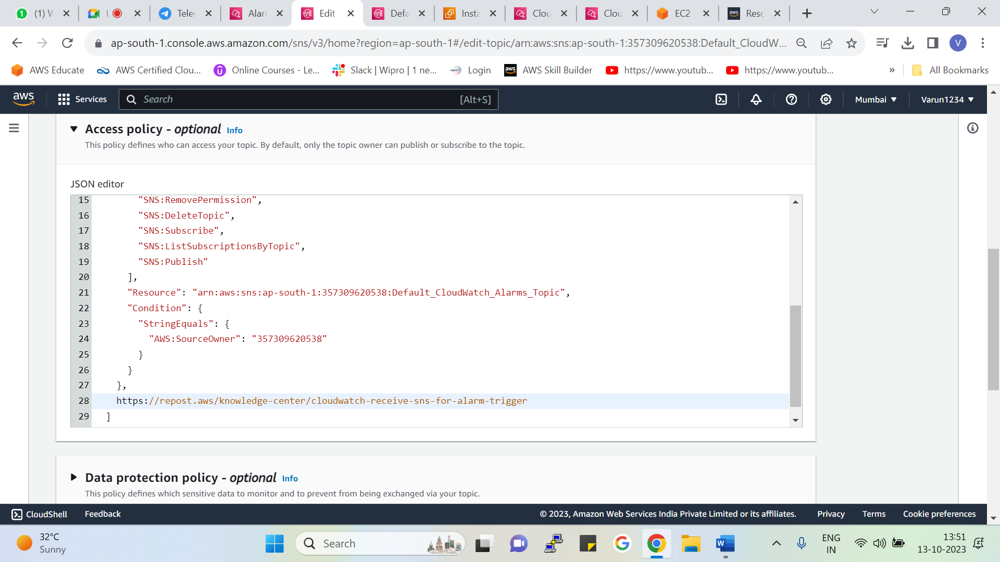 (1) W
I
Tele
Alar
Edit
Defa
Insta
Clou
Clou
EC2
Resc
ap-south-1.console.aws.amazon.com/sns/v3/home?region=ap-south-1#/edit-topic/arn:aws:sns:ap-south-1:357309620538:Default_CloudW...
V
AWS Educate
AWS Certified Clou...
Online Courses - Le...
Slack | Wipro | 1 ne...
Login
AWS Skill Builder
https://www.youtub...
https://www.youtub...
»
All Bookmarks
aws
Services
Search
[Alt+S]
Mumbai
Varun1234
Access policy - optional Info
This policy defines who can access your topic. By default, only the topic owner can publish or subscribe to the topic.
JSON editor
15 "SNS:RemovePermission",
16 "SNS:DeleteTopic",
17 "SNS:Subscribe",
18 "SNS:ListSubscriptionsByTopic",
19 "SNS:Publish"
20 ],
21 "Resource": "arn:aws:sns:ap-south-1:357309620538:Default_CloudWatch_Alarms_Topic",
22 "Condition": {
23 "StringEquals": {
24 "AWS:SourceOwner": "357309620538"
25 }
26 }
27 },
28 https://repost.aws/knowledge-center/cloudwatch-receive-sns-for-alarm-trigger
29 ]
Data protection policy - optional Info
This policy defines which sensitive data to monitor and to prevent from being exchanged via your topic.
CloudShell
Feedback
© 2023, Amazon Web Services India Private Limited or its affiliates.
Privacy
Terms
Cookie preferences
32°C
Sunny
Search
ENG
IN
13:51
13-10-2023